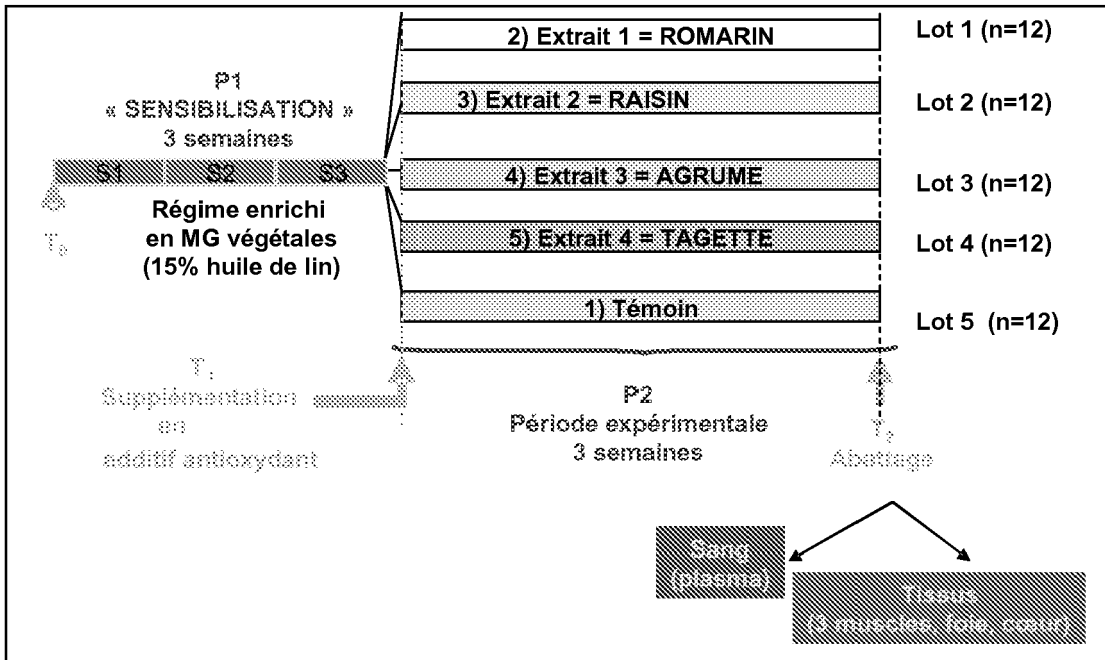 P1
« SENSIBILISATION »
3 semaines
S1 S2 S3
T0
Régime enrichi
en MG végétales
(15% huile de lin)
2) Extrait 1 = ROMARIN
Lot 1 (n=12)
3) Extrait 2 = RAISIN
Lot 2 (n=12)
4) Extrait 3 = AGRUME
Lot 3 (n=12)
5) Extrait 4 = TAGETTE
Lot 4 (n=12)
1) Témoin
Lot 5 (n=12)
T1
Supplémentation
en
additif antioxydant
P2
Période expérimentale
3 semaines
T2
Abattage
Sang
(plasma)
Tissus
(3 muscles, foie, cœur)